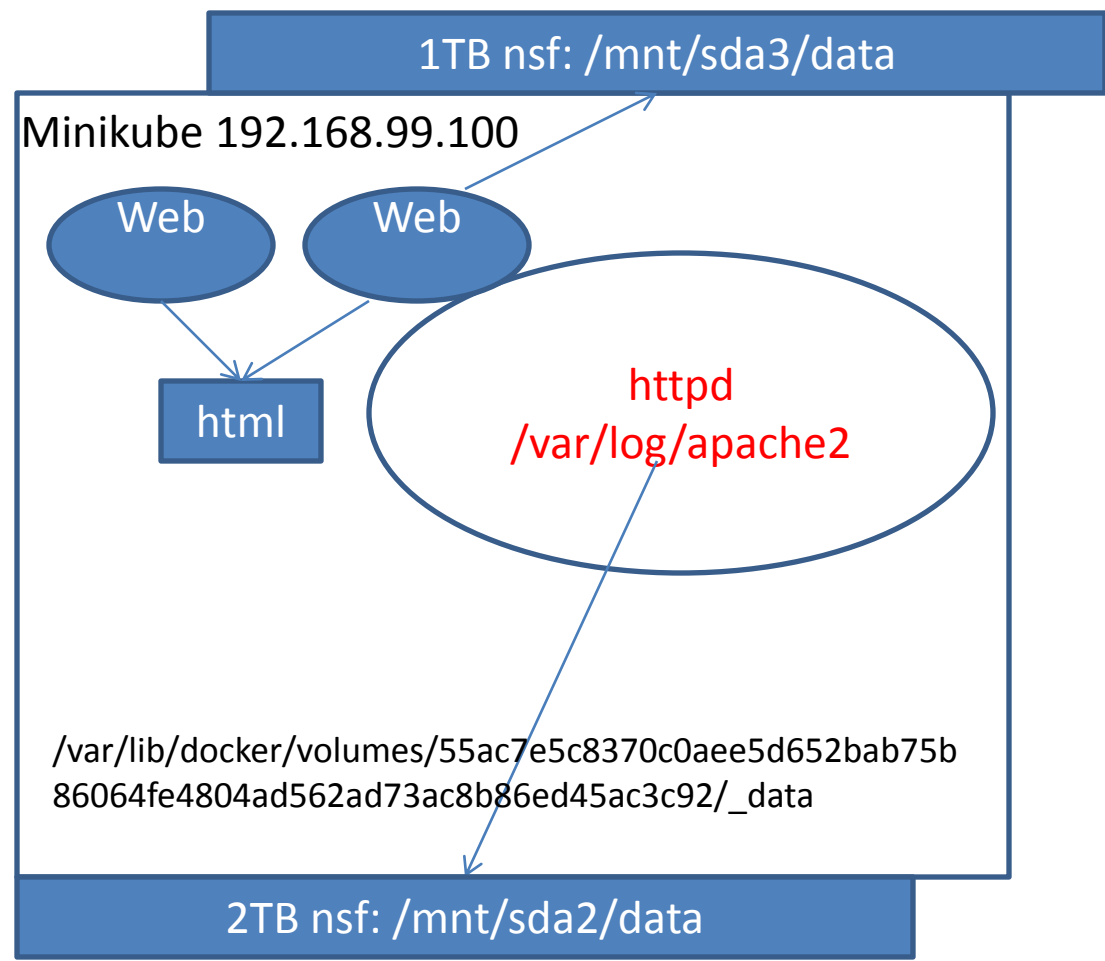 1TB nsf: /mnt/sda3/data
Minikube 192.168.99.100
Web
Web
httpd
/var/log/apache2
html
/var/lib/docker/volumes/55ac7e5c8370c0aee5d652bab75b
86064fe4804ad562ad73ac8b86ed45ac3c92/_data
2TB nsf: /mnt/sda2/data